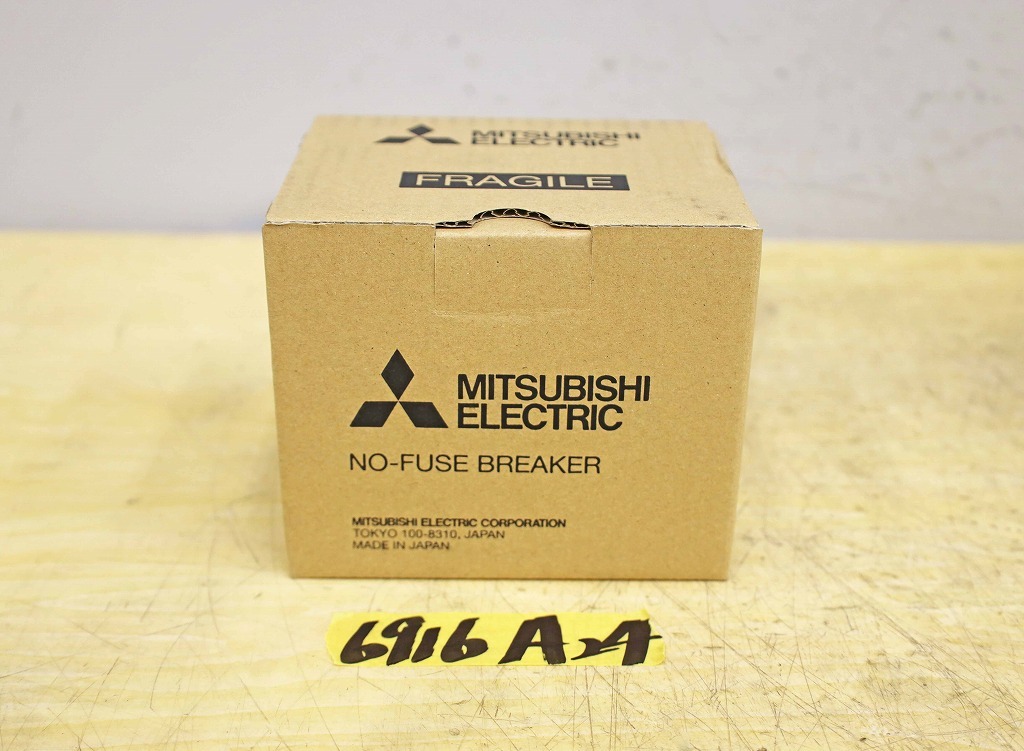 MITSUBISHI
ELECTRIC
FRAGILE
MITSUBISHI
ELECTRIC
NO-FUSE BREAKER
MITSUBISHI ELECTRIC CORPORATION
TOKYO 100-8310, JAPAN
MADE IN JAPAN
6916 A24